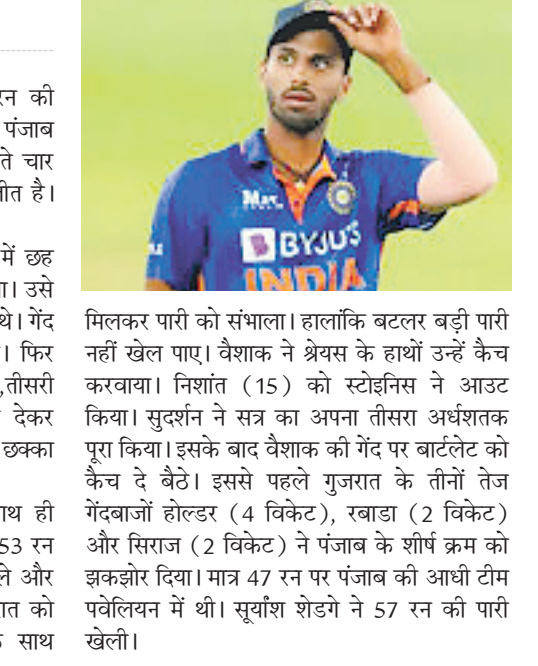 रन की
पंजाब
ते चार
है।
में छह
उसे
थे। गेंद
फिर
,तीसरी
देकर
छक्का
ही
53 रन
और
को
साथ
BYJU'S
INDIA
मिलकर पारी को संभाला। हालांकि बटलर बड़ी पारी
नहीं खेल पाए। वैशाक ने श्रेयस के हाथों उन्हें कैच
करवाया। निशांत (15) को स्टोइनिस ने आउट
किया। सुदर्शन ने सत्र का अपना तीसरा अर्धशतक
पूरा किया। इसके बाद वैशाक की गेंद पर बार्टलेट को
कैच दे बैठे। इससे पहले गुजरात के तीनों तेज
गेंदबाजों होल्डर (4 विकेट), रबाडा (2 विकेट)
और सिराज (2 विकेट) ने पंजाब के शीर्ष क्रम को
झकझोर दिया। मात्र 47 रन पर पंजाब की आधी टीम
पवेलियन में थी। सूर्यांश शेडगे ने 57 रन की पारी
खेली।